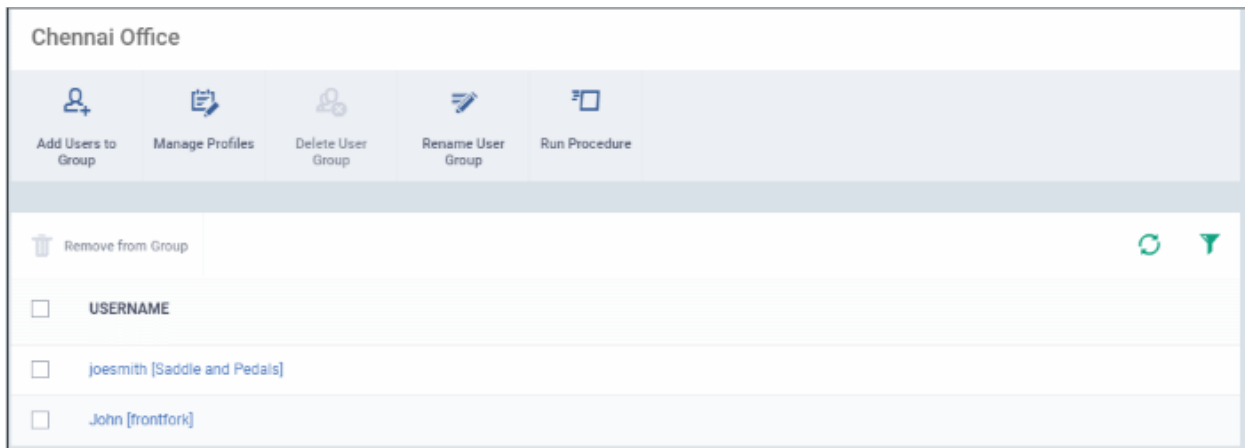 Chennai Office
Add Users to
Group
Manage Profiles
Delete User
Group
Rename User
Group
Run Procedure
Remove from Group
USERNAME
joesmith [Saddle and Pedals]
John [frontfork]